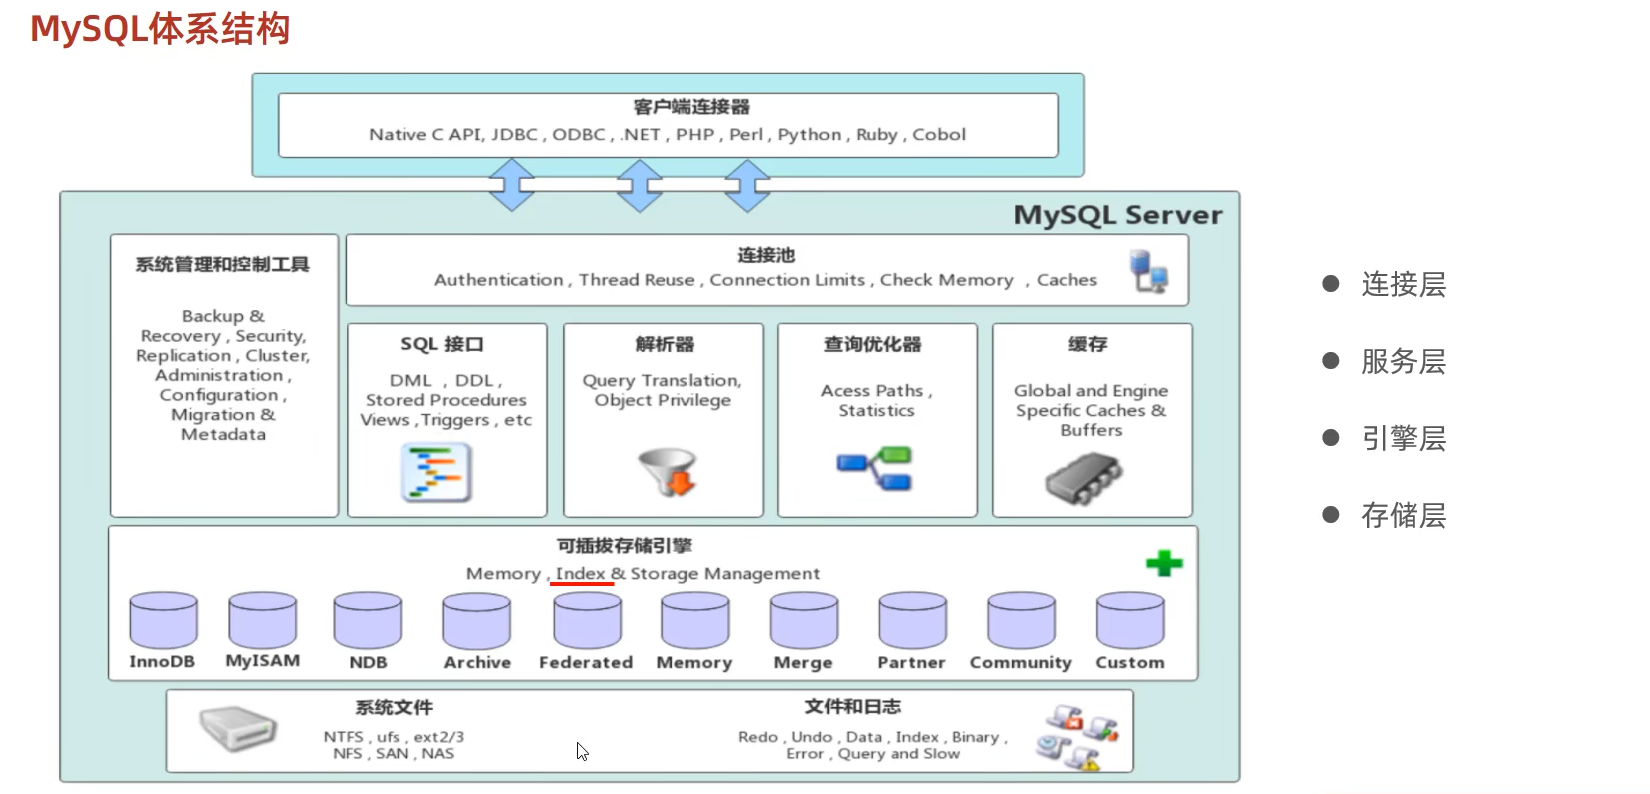 MySQL体系结构
客户端连接器
Native C API, JDBC , ODBC , .NET , PHP , Perl , Python , Ruby , Cobol
MySQL Server
系统管理和控制工具
Backup &
Recovery , Security,
Replication , Cluster,
Administration ,
Configuration ,
Migration &
Metadata
连接池
Authentication , Thread Reuse , Connection Limits , Check Memory , Caches
SQL 接口
DML , DDL ,
Stored Procedures
Views , Triggers , etc
解析器
Query Translation,
Object Privilege
查询优化器
Acess Paths ,
Statistics
缓存
Global and Engine
Specific Caches &
Buffers
可插拔存储引擎
Memory , Index & Storage Management
InnoDB
MyISAM
NDB
Archive
Federated
Memory
Merge
Partner
Community
Custom
系统文件
NTFS , ufs , ext2/3
NFS , SAN , NAS
文件和日志
Redo , Undo , Data , Index , Binary ,
Error , Query and Slow
连接层
服务层
引擎层
存储层